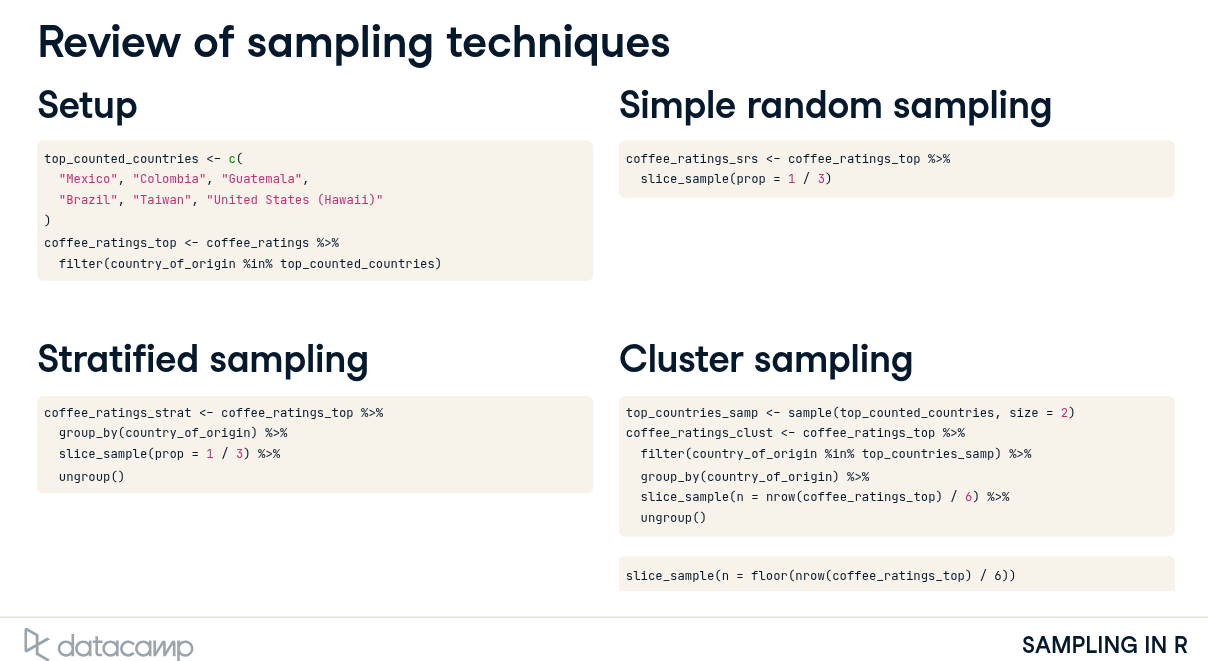 Review of sampling techniques
Setup
top_counted_countries <- c(
  "Mexico", "Colombia", "Guatemala",
  "Brazil", "Taiwan", "United States (Hawaii)"
)
coffee_ratings_top <- coffee_ratings %>%
  filter(country_of_origin %in% top_counted_countries)
Simple random sampling
coffee_ratings_srs <- coffee_ratings_top %>%
  slice_sample(prop = 1 / 3)
Stratified sampling
coffee_ratings_strat <- coffee_ratings_top %>%
  group_by(country_of_origin) %>%
  slice_sample(prop = 1 / 3) %>%
  ungroup()
Cluster sampling
top_countries_samp <- sample(top_counted_countries, size = 2)
coffee_ratings_clust <- coffee_ratings_top %>%
  filter(country_of_origin %in% top_countries_samp) %>%
  group_by(country_of_origin) %>%
  slice_sample(n = nrow(coffee_ratings_top) / 6) %>%
  ungroup()
slice_sample(n = floor(nrow(coffee_ratings_top) / 6))
datacamp
SAMPLING IN R